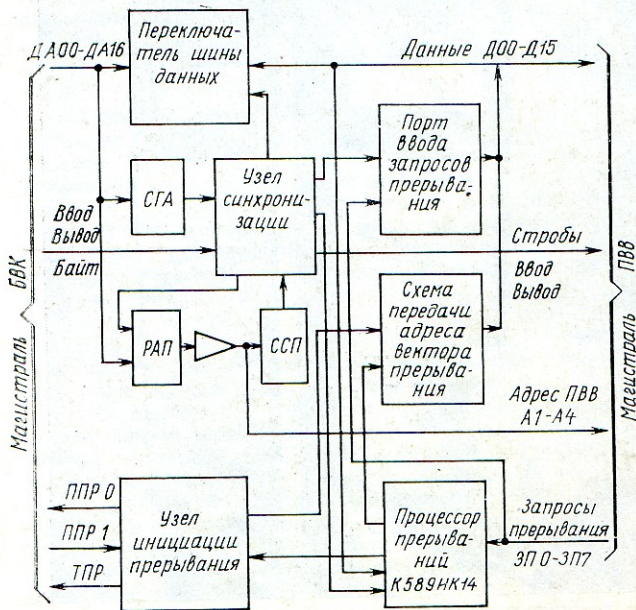 ДА00-ДА16
Переключа-
тель шины
данных
Данные Д00-Д15
Порт
ввода
запросов
прерыва-
ния
СГА
Узел
синхрони-
зации
Ввод
Вывод
Байт
Стробы
Ввод
Вывод
РАП
ССП
Схема
передачи
адреса
вектора
прерыва-
ния
Адрес ПВВ
А1-А4
Магистраль БВК
Магистраль ПВВ
ППР 0
ППР 1
ТПР
Узел
инициации
прерывания
Процессор
прерыва-
ний
К589НК14
Запросы
прерывания
ЗП0-ЗП7